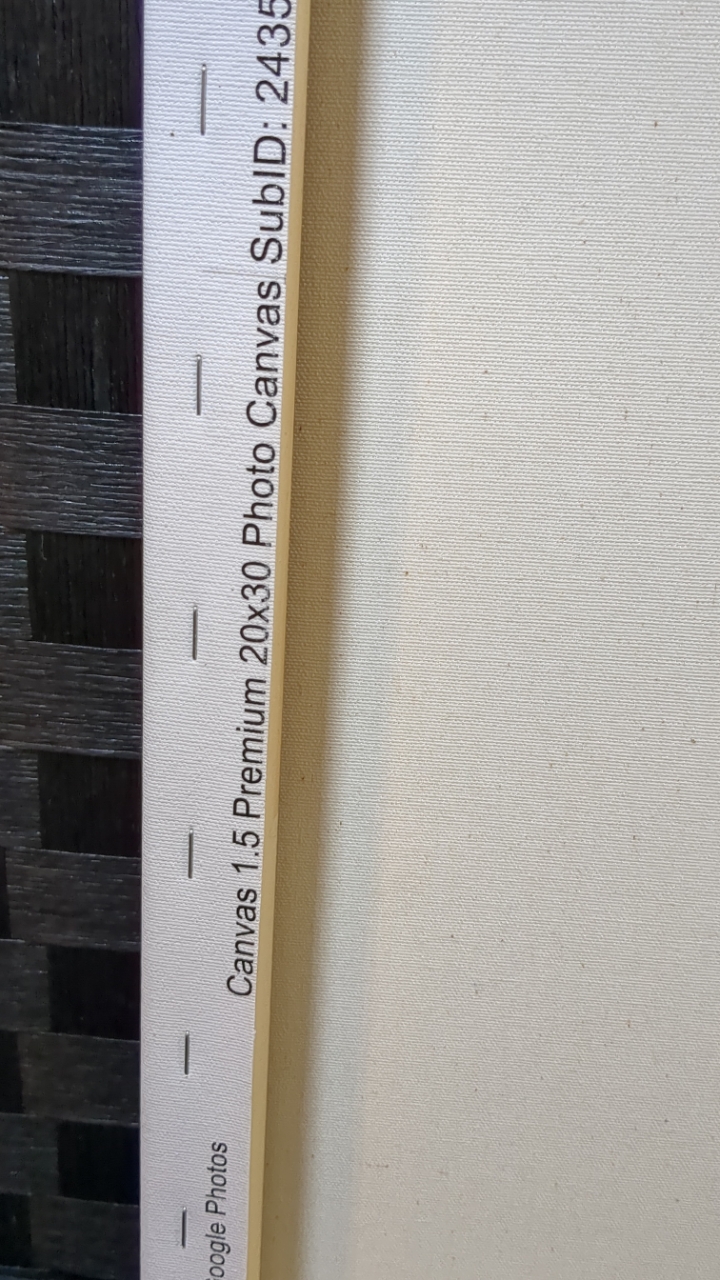 oogle Photos
Canvas 1.5 Premium 20x30 Photo Canvas SubID: 2435